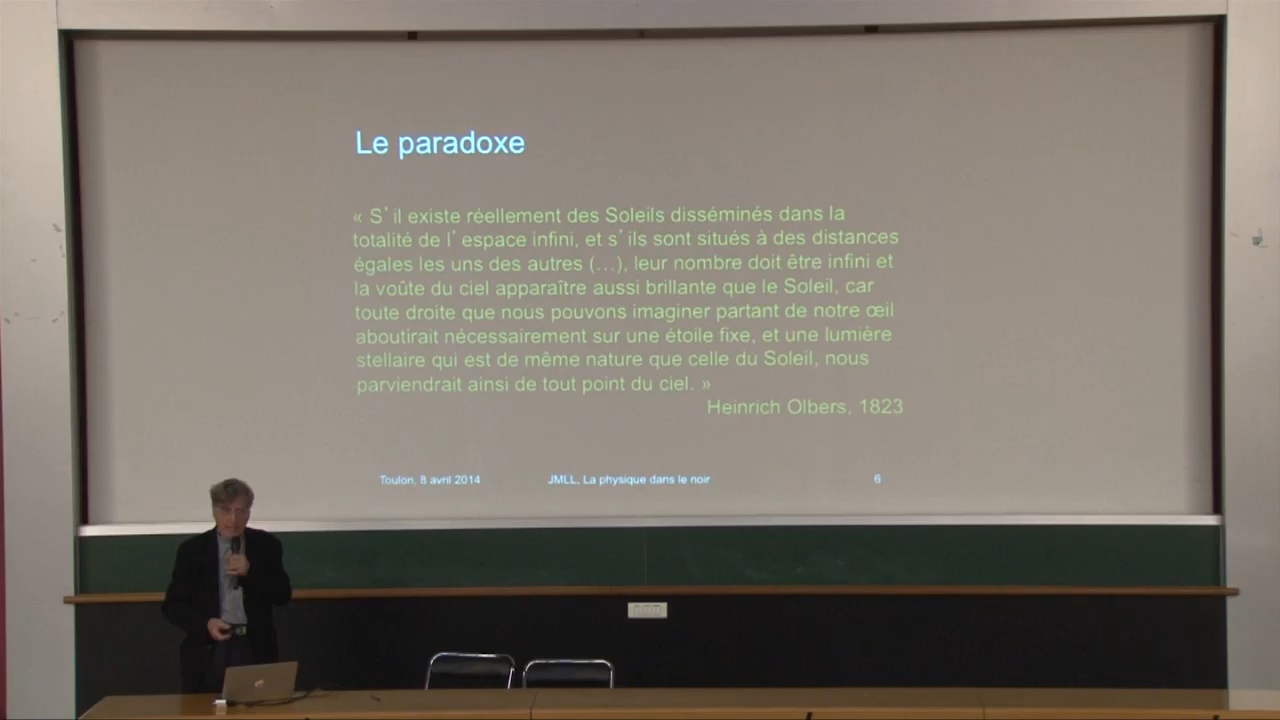 Le paradoxe
« S'il existe réellement des Soleils disséminés dans la
totalité de l'espace infini, et s'ils sont situés à des distances
égales les uns des autres (…), leur nombre doit être infini et
la voûte du ciel apparaître aussi brillante que le Soleil, car
toute droite que nous pouvons imaginer partant de notre œil
aboutirait nécessairement sur une étoile fixe, et une lumière
stellaire qui est de même nature que celle du Soleil, nous
parviendrait ainsi de tout point du ciel. »
Heinrich Olbers, 1823
Toulon, 8 avril 2014 JMLL, La physique dans le noir 6